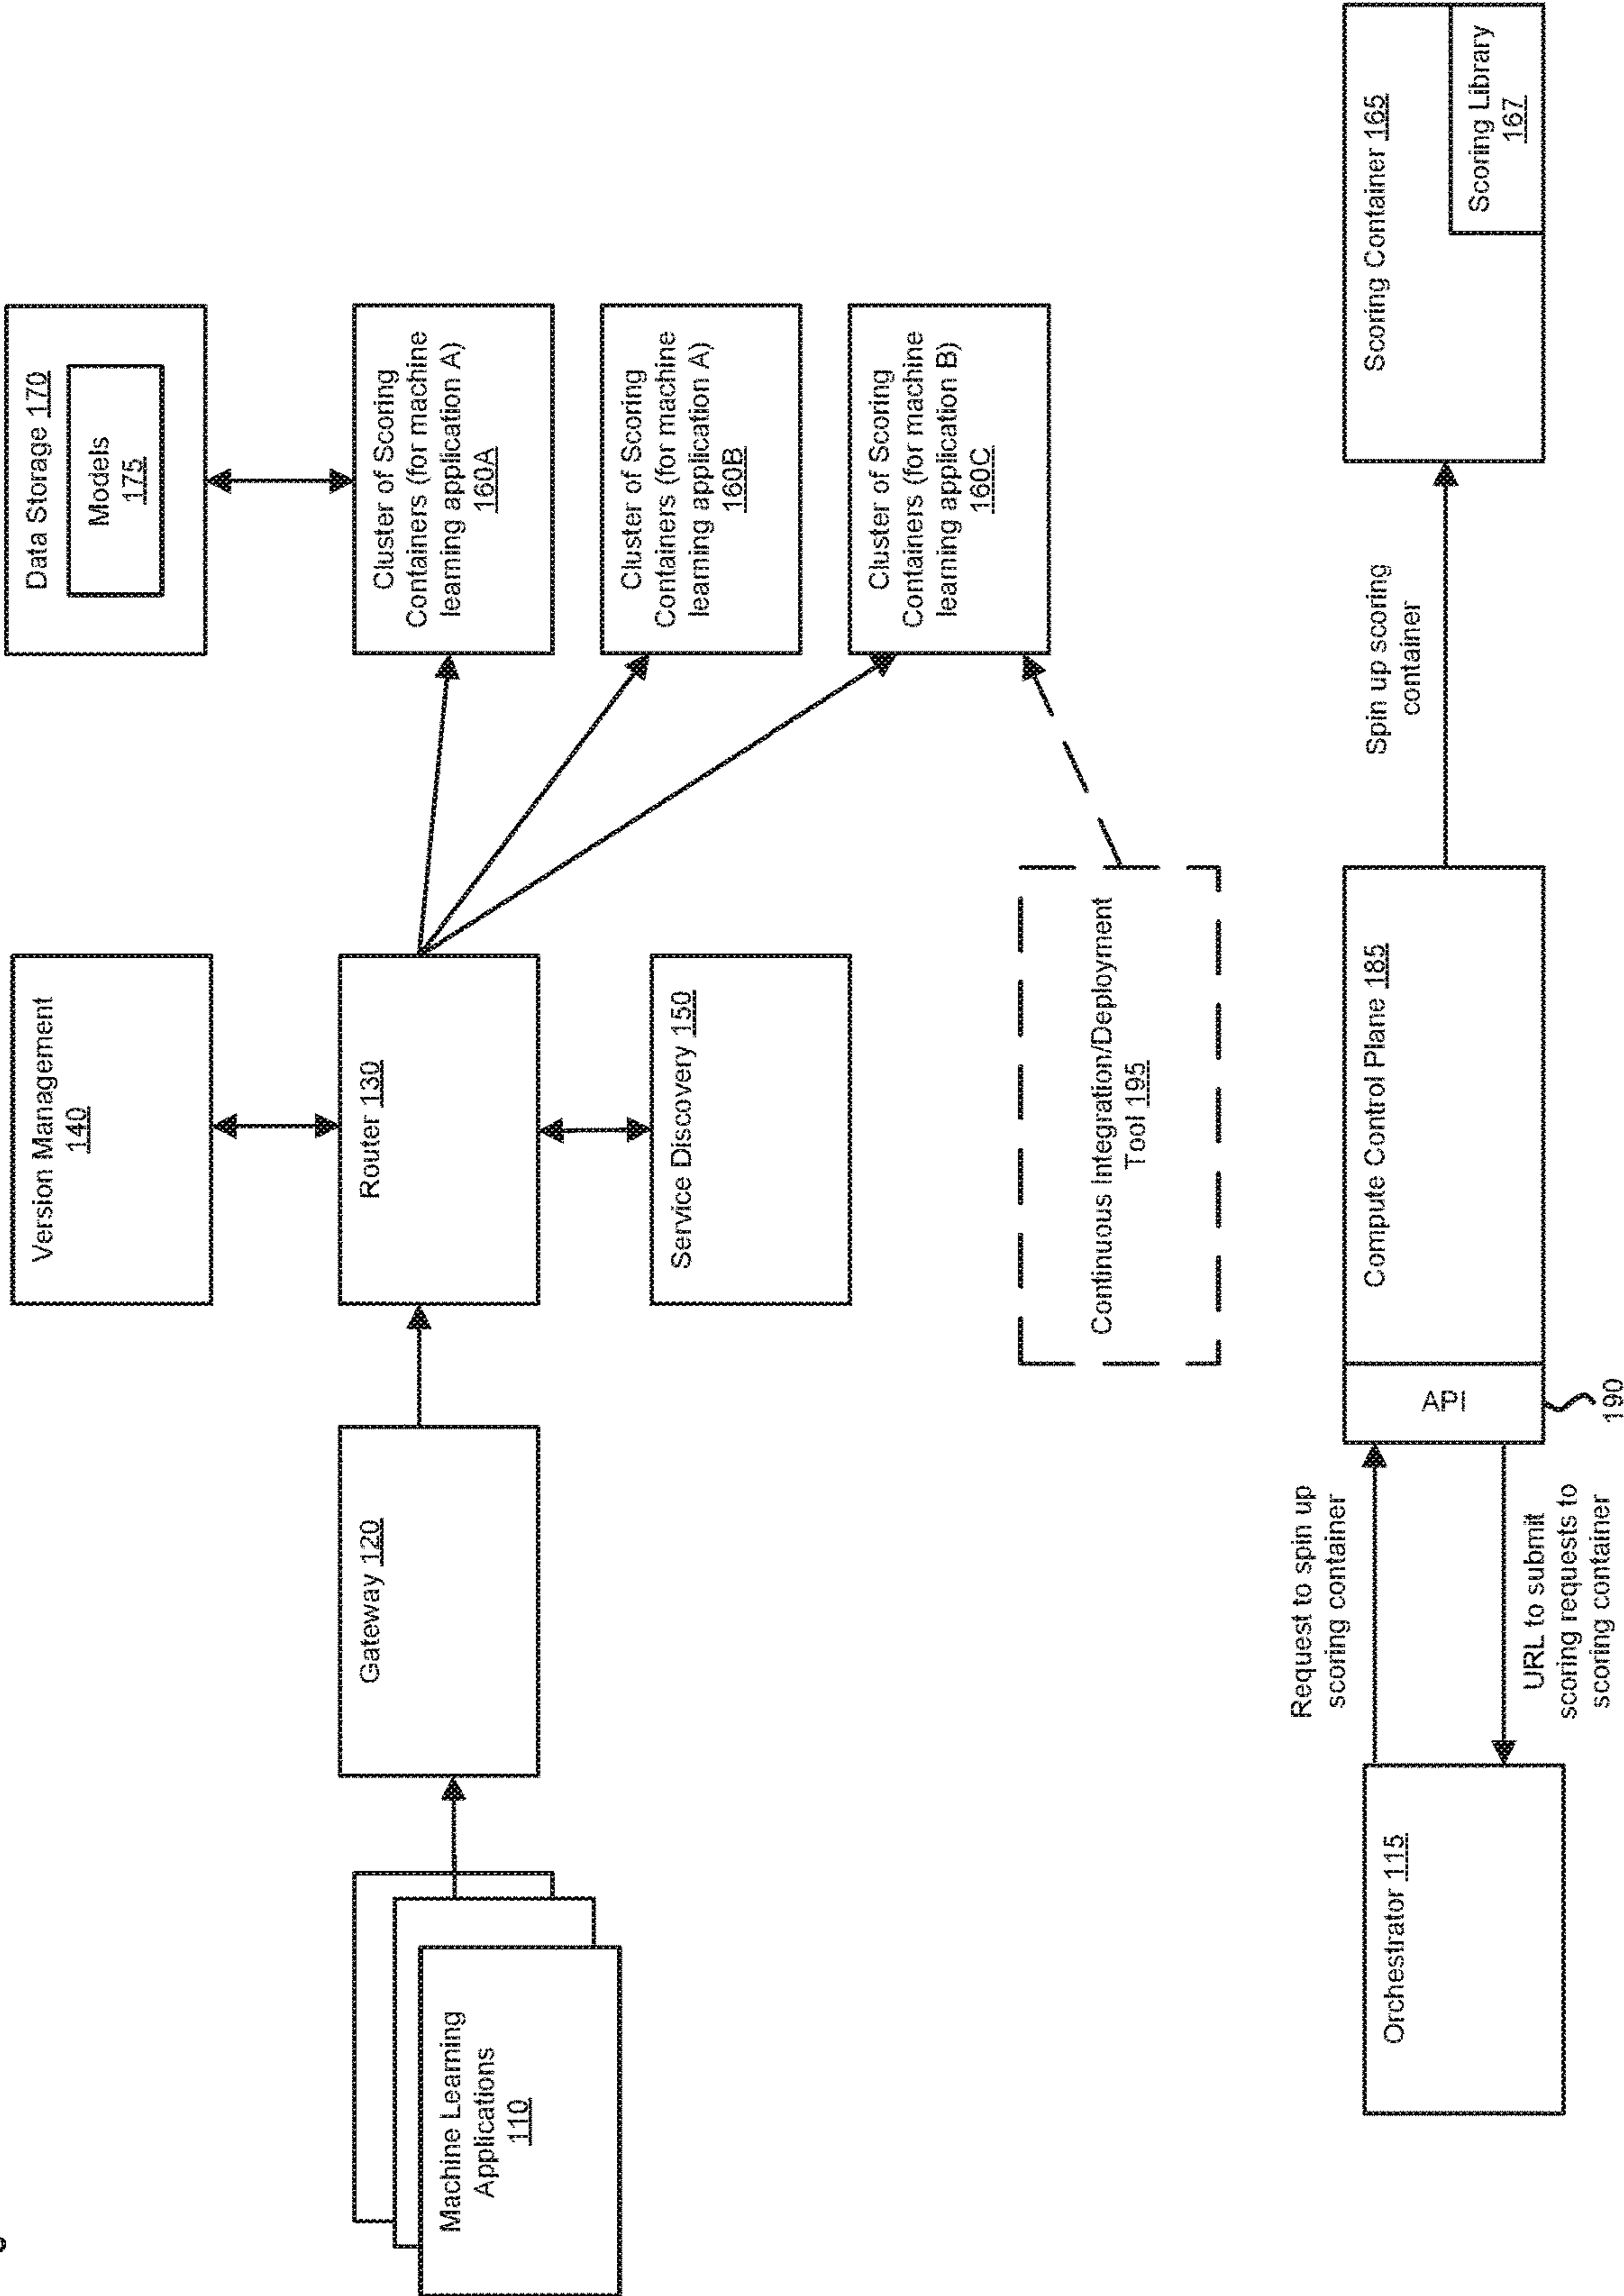 Version Management
140
Data Storage 170
Models
175
Machine Learning
Applications
110
Gateway 120
Router 130
Cluster of Scoring
Containers (for machine
learning application A)
160A
Service Discovery 150
Cluster of Scoring
Containers (for machine
learning application A)
160B
Cluster of Scoring
Containers (for machine
learning application B)
160C
Continuous Integration/Deployment
Tool 195
Orchestrator 115
Request to spin up
scoring container
URL to submit
scoring requests to
scoring container
API
190
Compute Control Plane 185
Spin up scoring
container
Scoring Container 165
Scoring Library
167